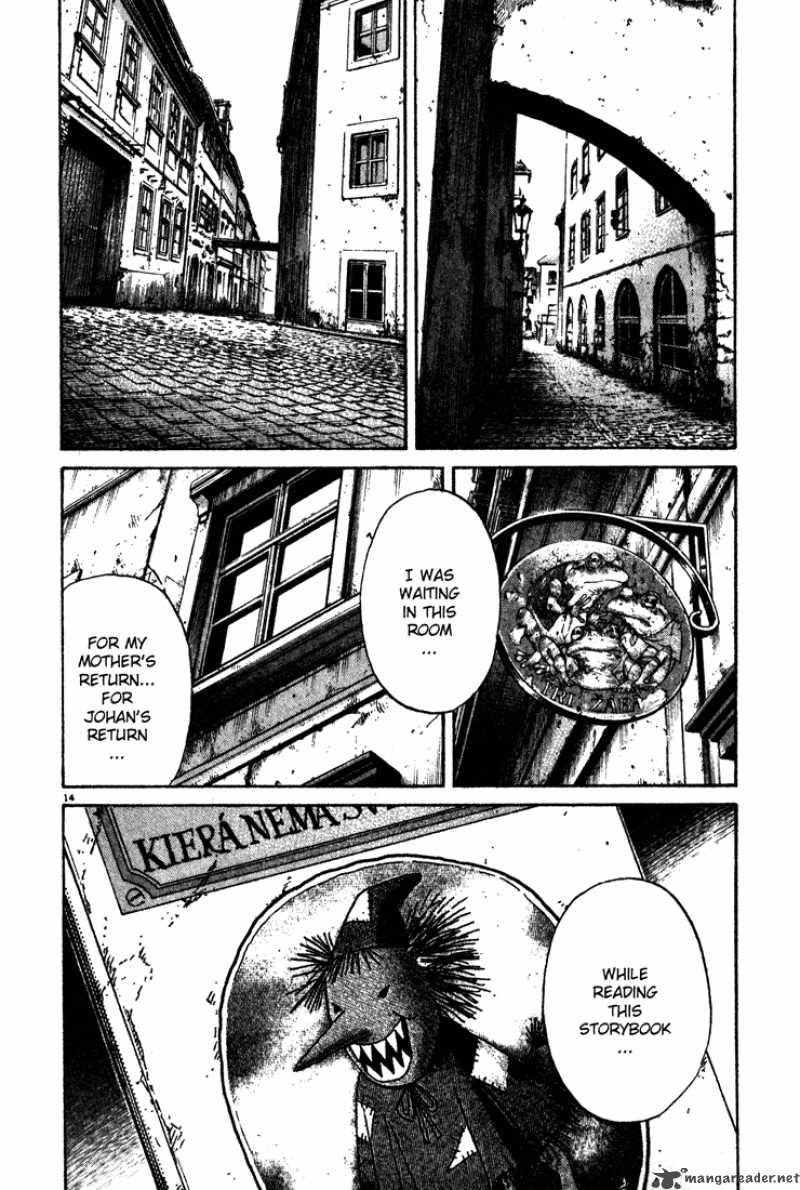 I WAS
WAITING
IN THIS
ROOM
...
FOR MY
MOTHER'S
RETURN...
FOR
JOHAN'S
RETURN
...
TRI ŽÁBY
14
KIERÁ NEMÁ
WHILE
READING
THIS
STORYBOOK
...
mangareader.net